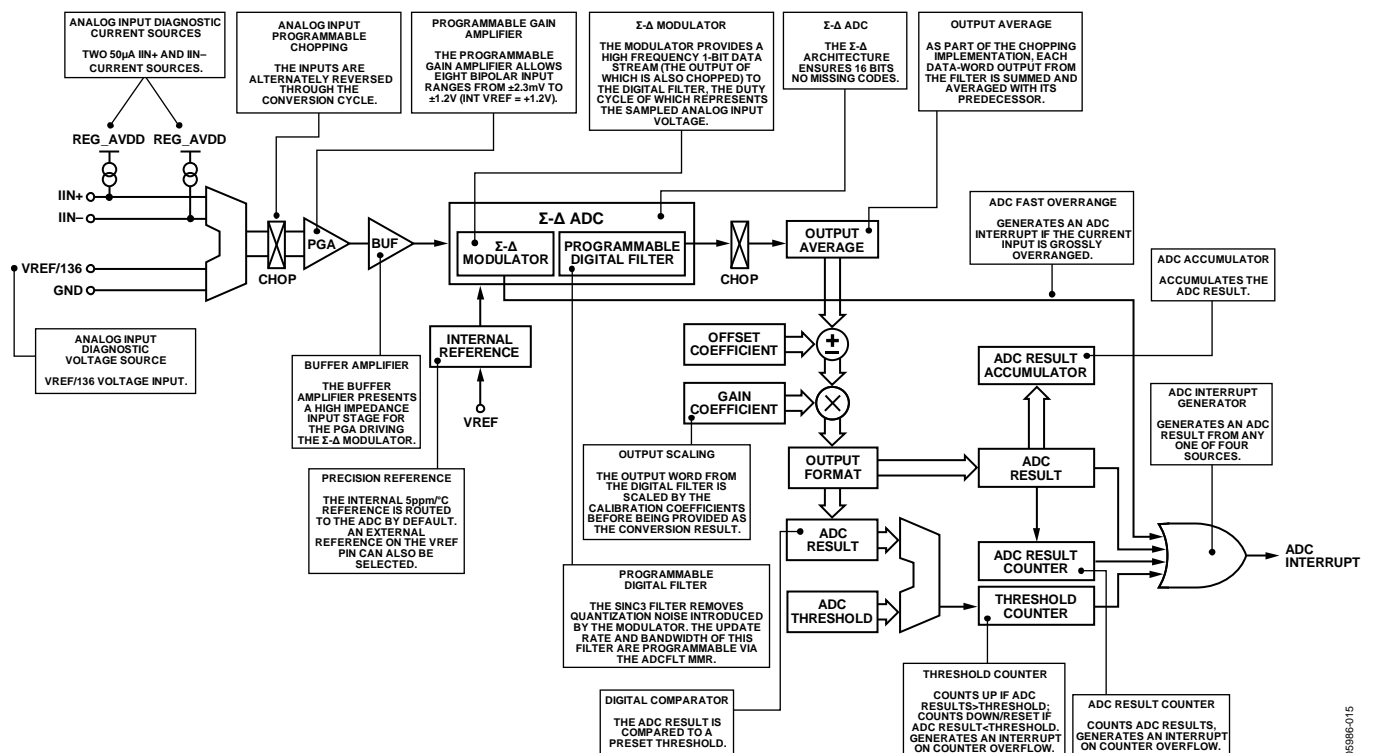 ANALOG INPUT DIAGNOSTIC
CURRENT SOURCES
TWO 50µA IIN+ AND IIN–
CURRENT SOURCES.
ANALOG INPUT
PROGRAMMABLE
CHOPPING
THE INPUTS ARE
ALTERNATELY REVERSED
THROUGH THE
CONVERSION CYCLE.
PROGRAMMABLE GAIN
AMPLIFIER
THE PROGRAMMABLE
GAIN AMPLIFIER ALLOWS
EIGHT BIPOLAR INPUT
RANGES FROM ±2.3mV TO
±1.2V (INT VREF = +1.2V).
Σ-Δ MODULATOR
THE MODULATOR PROVIDES A
HIGH FREQUENCY 1-BIT DATA
STREAM (THE OUTPUT OF
WHICH IS ALSO CHOPPED) TO
THE DIGITAL FILTER, THE DUTY
CYCLE OF WHICH REPRESENTS
THE SAMPLED ANALOG INPUT
VOLTAGE.
Σ-Δ ADC
THE Σ-Δ
ARCHITECTURE
ENSURES 16 BITS
NO MISSING CODES.
OUTPUT AVERAGE
AS PART OF THE CHOPPING
IMPLEMENTATION, EACH
DATA-WORD OUTPUT FROM
THE FILTER IS SUMMED AND
AVERAGED WITH ITS
PREDECESSOR.
REG_AVDD
REG_AVDD
IIN+
IIN–
VREF/136
GND
CHOP
PGA
BUF
Σ-Δ ADC
Σ-Δ
MODULATOR
PROGRAMMABLE
DIGITAL FILTER
CHOP
OUTPUT
AVERAGE
ADC FAST OVERRANGE
GENERATES AN ADC
INTERRUPT IF THE CURRENT
INPUT IS GROSSLY
OVERRANGED.
ADC ACCUMULATOR
ACCUMULATES THE
ADC RESULT.
ANALOG INPUT
DIAGNOSTIC
VOLTAGE SOURCE
VREF/136 VOLTAGE INPUT.
INTERNAL
REFERENCE
VREF
BUFFER AMPLIFIER
THE BUFFER
AMPLIFIER PRESENTS
A HIGH IMPEDANCE
INPUT STAGE FOR
THE PGA DRIVING
THE Σ-Δ MODULATOR.
OFFSET
COEFFICIENT
±
GAIN
COEFFICIENT
×
ADC RESULT
ACCUMULATOR
ADC INTERRUPT
GENERATOR
GENERATES AN ADC
RESULT FROM ANY
ONE OF FOUR
SOURCES.
PRECISION REFERENCE
THE INTERNAL 5ppm/°C
REFERENCE IS ROUTED
TO THE ADC BY DEFAULT.
AN EXTERNAL
REFERENCE ON THE VREF
PIN CAN ALSO BE
SELECTED.
OUTPUT SCALING
THE OUTPUT WORD FROM
THE DIGITAL FILTER IS
SCALED BY THE
CALIBRATION COEFFICIENTS
BEFORE BEING PROVIDED AS
THE CONVERSION RESULT.
OUTPUT
FORMAT
ADC
RESULT
ADC
RESULT
ADC RESULT
COUNTER
ADC
INTERRUPT
PROGRAMMABLE
DIGITAL FILTER
THE SINC3 FILTER REMOVES
QUANTIZATION NOISE INTRODUCED
BY THE MODULATOR. THE UPDATE
RATE AND BANDWIDTH OF THIS
FILTER ARE PROGRAMMABLE VIA
THE ADCFLT MMR.
ADC
THRESHOLD
THRESHOLD
COUNTER
DIGITAL COMPARATOR
THE ADC RESULT IS
COMPARED TO A
PRESET THRESHOLD.
THRESHOLD COUNTER
COUNTS UP IF ADC
RESULTS>THRESHOLD;
COUNTS DOWN/RESET IF
ADC RESULT<THRESHOLD.
GENERATES AN INTERRUPT
ON COUNTER OVERFLOW.
ADC RESULT COUNTER
COUNTS ADC RESULTS,
GENERATES AN INTERRUPT
ON COUNTER OVERFLOW.
05986-015